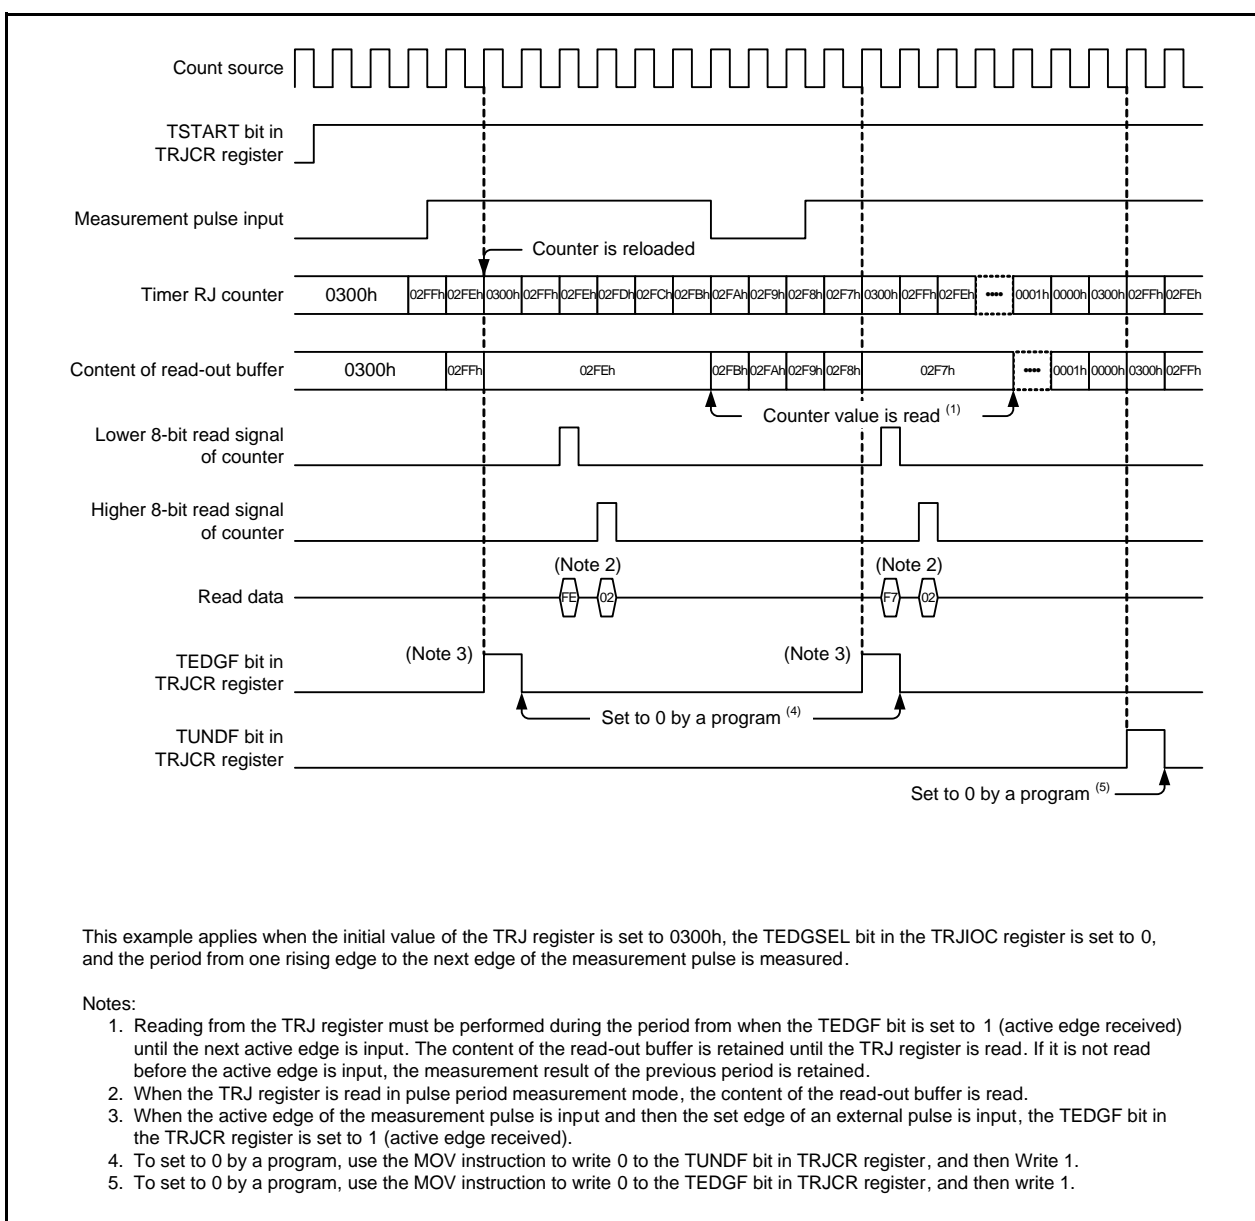 Count source
TSTART bit in
TRJCR register
Measurement pulse input
Counter is reloaded
Timer RJ counter
0300h 02FFh 02FEh 0300h 02FFh 02FEh 02FDh 02FCh 02FBh 02FAh 02F9h 02F8h 02F7h 0300h 02FFh 02FEh •••• 0001h 0000h 0300h 02FFh 02FEh
Content of read-out buffer
0300h 02FFh 02FEh 02FBh 02FAh 02F9h 02F8h 02F7h •••• 0001h 0000h 0300h 02FFh
Counter value is read (1)
Lower 8-bit read signal
of counter
Higher 8-bit read signal
of counter
(Note 2) (Note 2)
Read data
FE 02 F7 02
(Note 3) (Note 3)
TEDGF bit in
TRJCR register
Set to 0 by a program (4)
TUNDF bit in
TRJCR register
Set to 0 by a program (5)
This example applies when the initial value of the TRJ register is set to 0300h, the TEDGSEL bit in the TRJIOC register is set to 0,
and the period from one rising edge to the next edge of the measurement pulse is measured.
Notes:
1. Reading from the TRJ register must be performed during the period from when the TEDGF bit is set to 1 (active edge received)
until the next active edge is input. The content of the read-out buffer is retained until the TRJ register is read. If it is not read
before the active edge is input, the measurement result of the previous period is retained.
2. When the TRJ register is read in pulse period measurement mode, the content of the read-out buffer is read.
3. When the active edge of the measurement pulse is input and then the set edge of an external pulse is input, the TEDGF bit in
the TRJCR register is set to 1 (active edge received).
4. To set to 0 by a program, use the MOV instruction to write 0 to the TUNDF bit in TRJCR register, and then Write 1.
5. To set to 0 by a program, use the MOV instruction to write 0 to the TEDGF bit in TRJCR register, and then write 1.